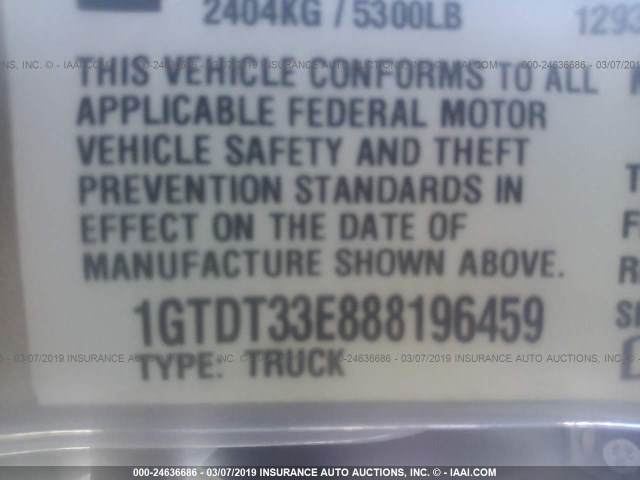 2404KG / 5300LB
1293
THIS VEHICLE CONFORMS TO ALL
APPLICABLE FEDERAL MOTOR
VEHICLE SAFETY AND THEFT
PREVENTION STANDARDS IN
EFFECT ON THE DATE OF
MANUFACTURE SHOWN ABOVE.
1GTDT33E888196459
TYPE: TRUCK
000-24636686 - 03/07/2019 INSURANCE AUTO AUCTIONS, INC. - IAAI.COM